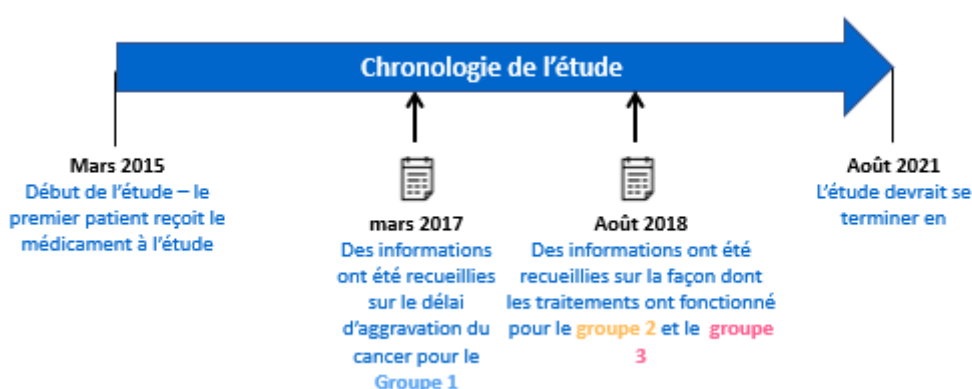 Chronologie de l'étude
Mars 2015
Début de l'étude – le
premier patient reçoit le
médicament à l'étude
mars 2017
Des informations
ont été recueillies
sur le délai
d'aggravation du
cancer pour le
Groupe 1
Août 2018
Des informations ont été
recueillies sur la façon dont
les traitements ont fonctionné
pour le groupe 2 et le groupe
3
Août 2021
L'étude devrait se
terminer en